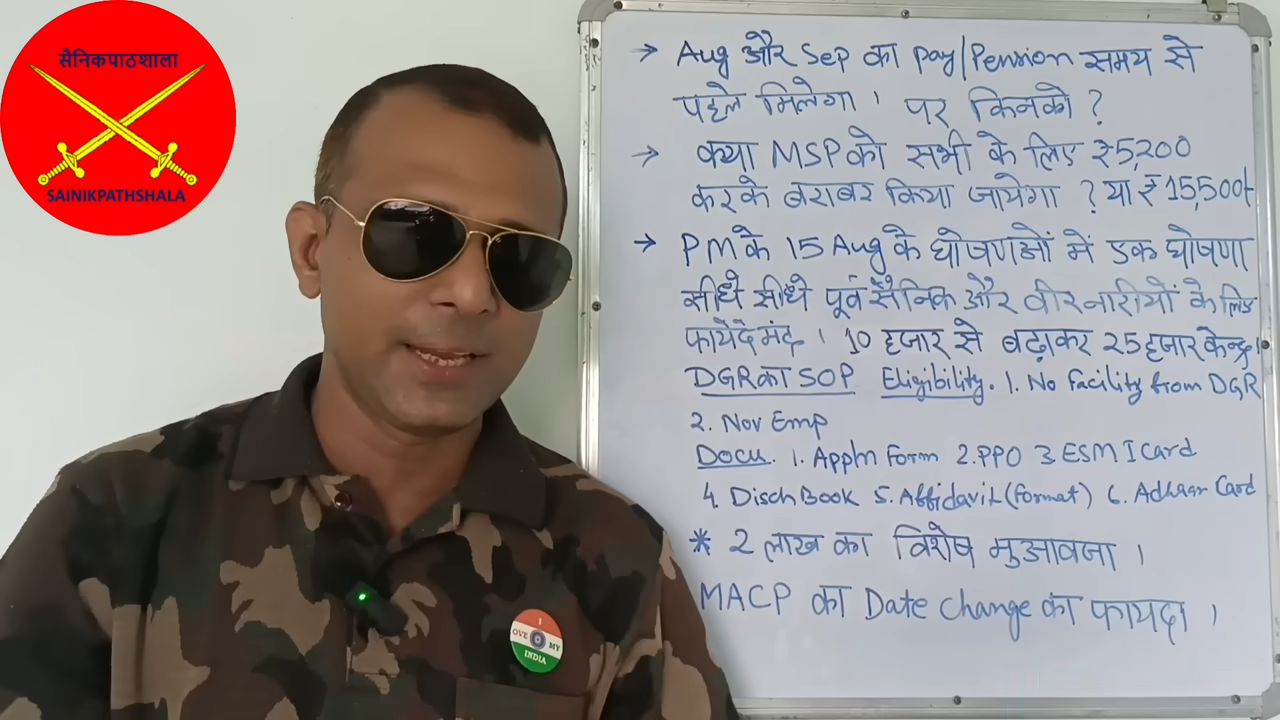 सैनिकपाठशाला
SAINIKPATHSHALA
→ Aug और Sep का Pay/Pension समय से
पहले मिलेगा। पर किनको?
→ क्या MSP को सभी के लिए ₹5,200
करके बराबर किया जायेगा? या ₹15,500/-
→ PM के 15 Aug के घोषणाओं में एक घोषणा
सीधे सीधे पूर्व सैनिक और वीरनारीयों के लिए
फायेदेमंद। 10 हजार से बढ़ाकर 25 हजार केन्द्र।
DGR का SOP Eligibility. 1. No Facility from DGR
2. Nov Emp
Docu. 1. Appln Form 2. PPO 3. ESM I Card
4. Disch Book 5. Affidavit (Format) 6. Adhaar Card
* 2 लाख का विशेष मुआवजा।
MACP का Date Change का फायदा।
I
OVE MY
INDIA